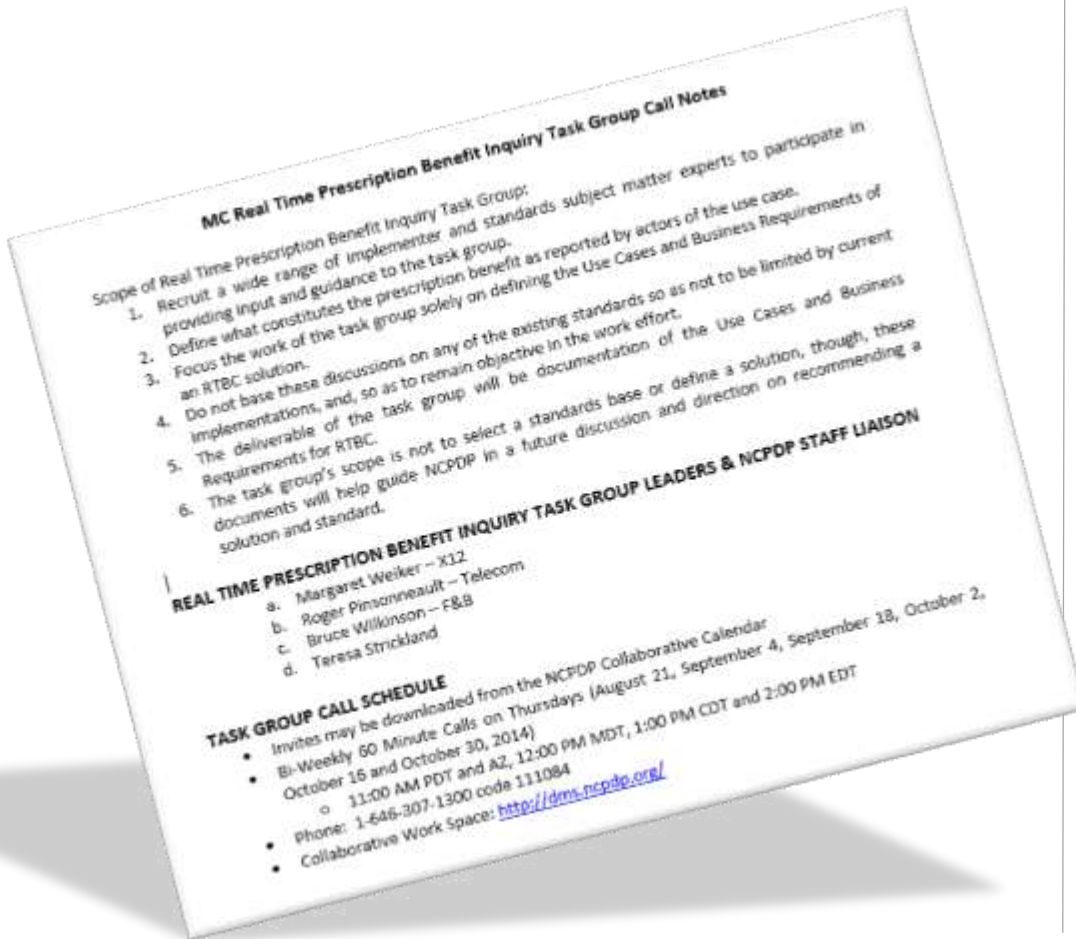 MC Real Time Prescription Benefit Inquiry Task Group Call Notes
Scope of Real Time Prescription Benefit Inquiry Task Group:
1. Recruit a wide range of implementer and standards subject matter experts to participate in
providing input and guidance to the task group.
2. Define what constitutes the prescription benefit as reported by actors of the use case.
3. Focus the work of the task group solely on defining the Use Cases and Business Requirements of
an RTBC solution.
4. Do not base these discussions on any of the existing standards so as not to be limited by current
implementations, and, so as to remain objective in the work effort.
5. The deliverable of the task group will be documentation of the Use Cases and Business
Requirements for RTBC.
6. The task group's scope is not to select a standards base or define a solution, though, these
documents will help guide NCPDP in a future discussion and direction on recommending a
solution and standard.
REAL TIME PRESCRIPTION BENEFIT INQUIRY TASK GROUP LEADERS & NCPDP STAFF LIAISON
a. Margaret Weiker – X12
b. Roger Pinsonneault – Telecom
c. Bruce Wilkinson – F&B
d. Teresa Strickland
TASK GROUP CALL SCHEDULE
• Invites may be downloaded from the NCPDP Collaborative Calendar
• Bi-Weekly 60 Minute Calls on Thursdays (August 21, September 4, September 18, October 2,
October 16 and October 30, 2014)
○ 11:00 AM PDT and AZ, 12:00 PM MDT, 1:00 PM CDT and 2:00 PM EDT
• Phone: 1-646-307-1300 code 111084
• Collaborative Work Space: http://dms.ncpdp.org/